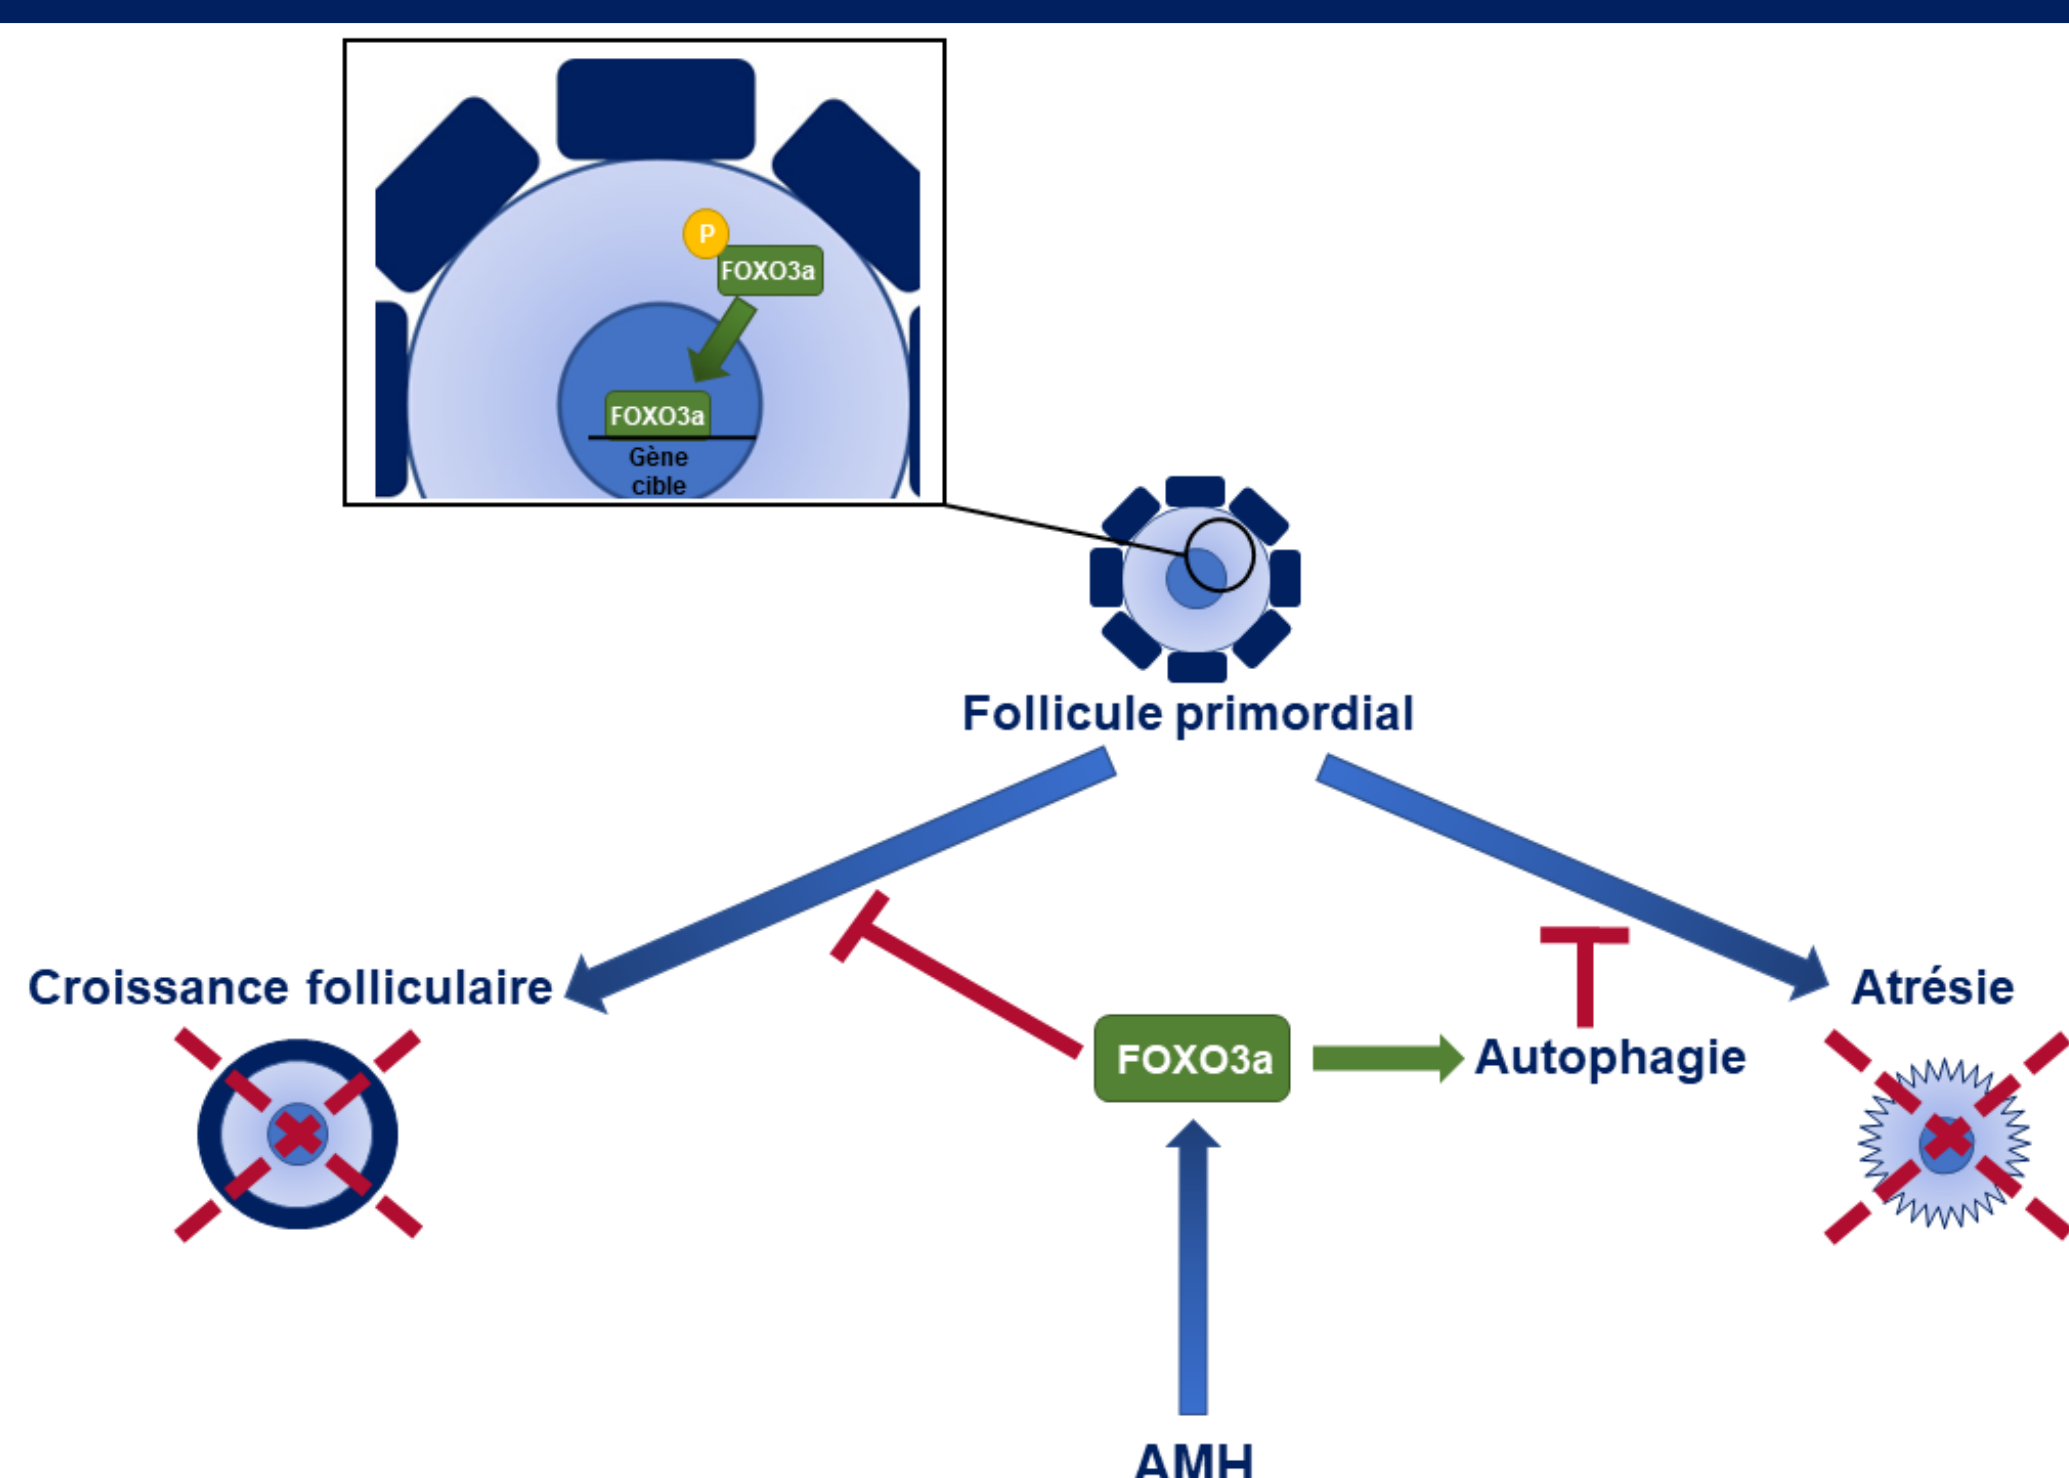 P
FOXO3a
FOXO3a
Gène
cible
Follicule primordial
Croissance folliculaire
Atrésie
FOXO3a
Autophagie
AMH